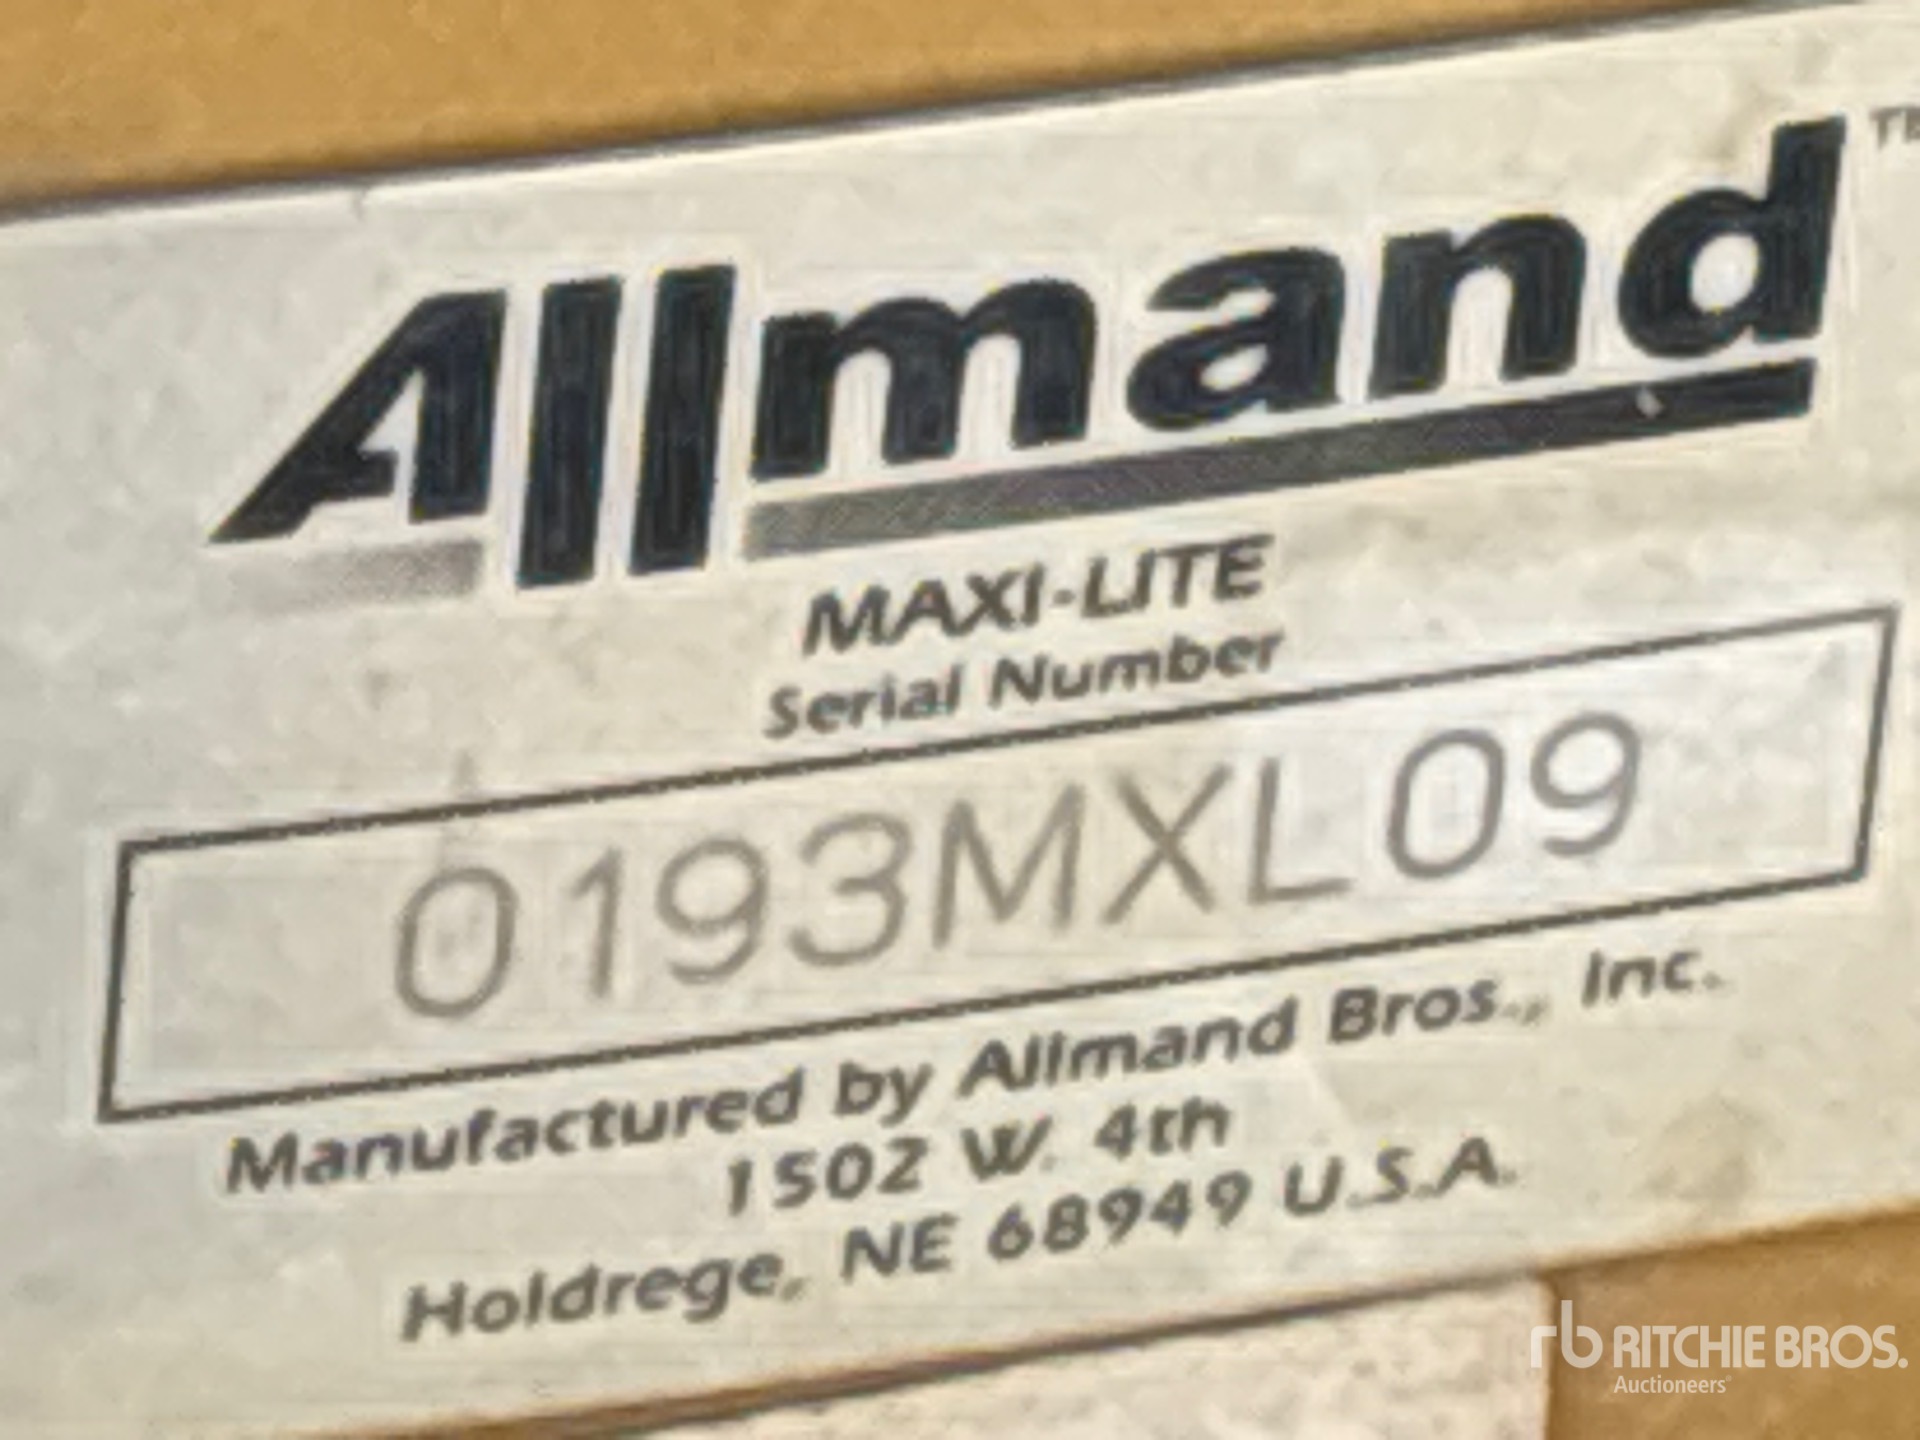 Allmand™
MAXI-LITE
Serial Number
0193MXL09
Manufactured by Allmand Bros., Inc.
1502 W. 4th
Holdrege, NE 68949 U.S.A.
rb RITCHIE BROS.
Auctioneers